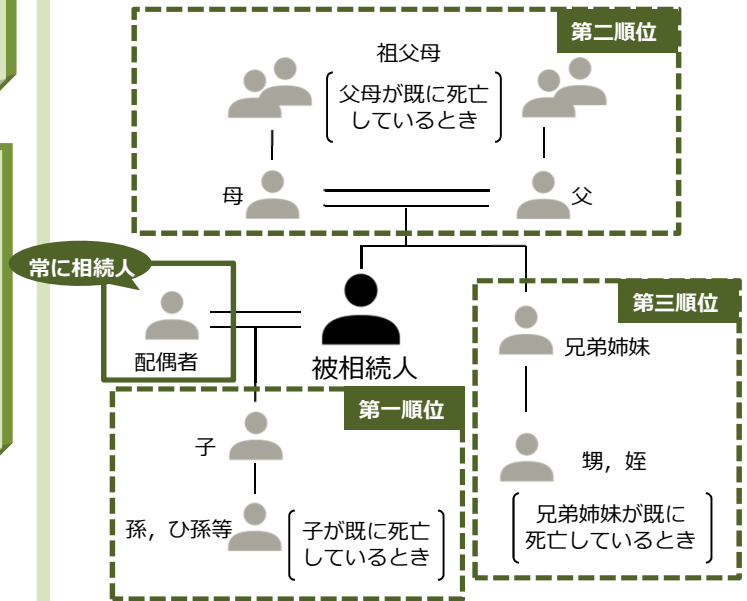 第二順位
祖父母
父母が既に死亡
しているとき
母
父
常に相続人
配偶者
被相続人
第三順位
兄弟姉妹
甥，姪
兄弟姉妹が既に
死亡しているとき
第一順位
子
孫，ひ孫等
子が既に死亡
しているとき